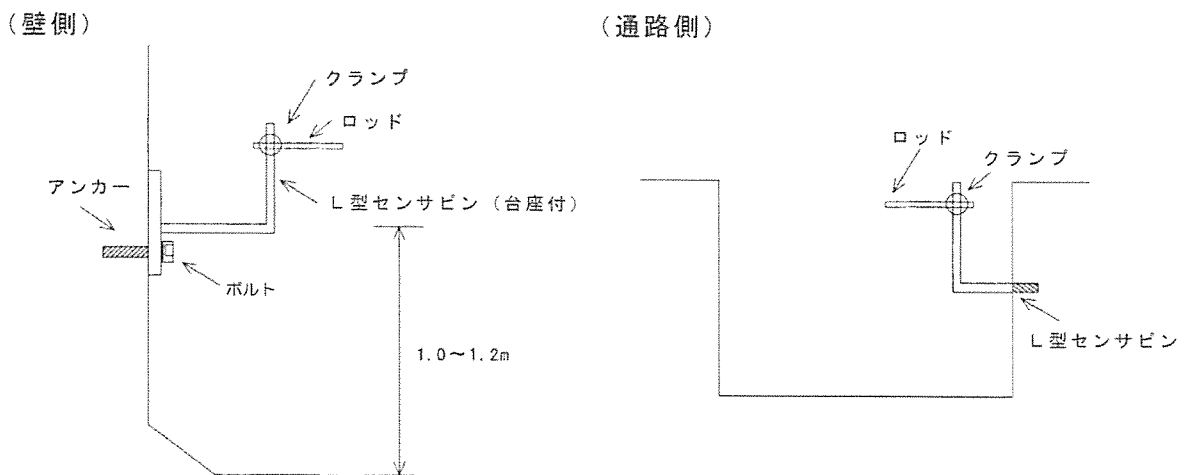 （壁側）
クランプ
ロッド
アンカー
Ｌ型センサピン（台座付）
ボルト
1.0～1.2m
（通路側）
ロッド
クランプ
Ｌ型センサピン